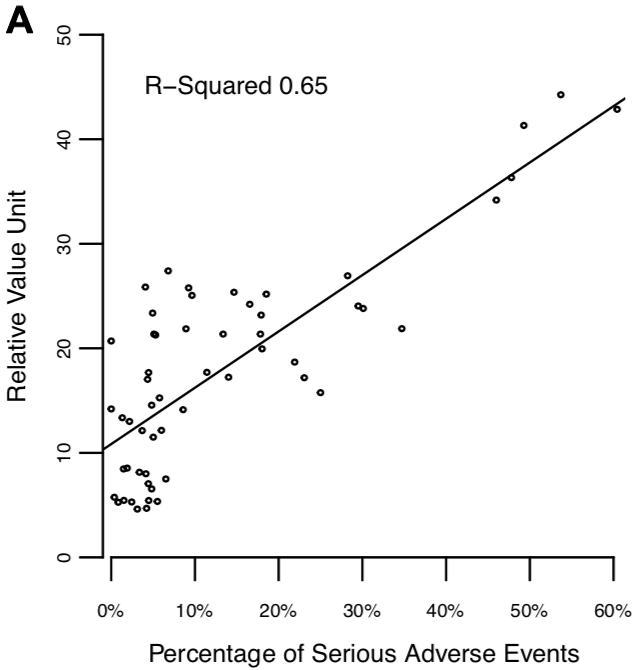 A
R−Squared 0.65
50
40
30
20
10
0
Relative Value Unit
0% 10% 20% 30% 40% 50% 60%
Percentage of Serious Adverse Events